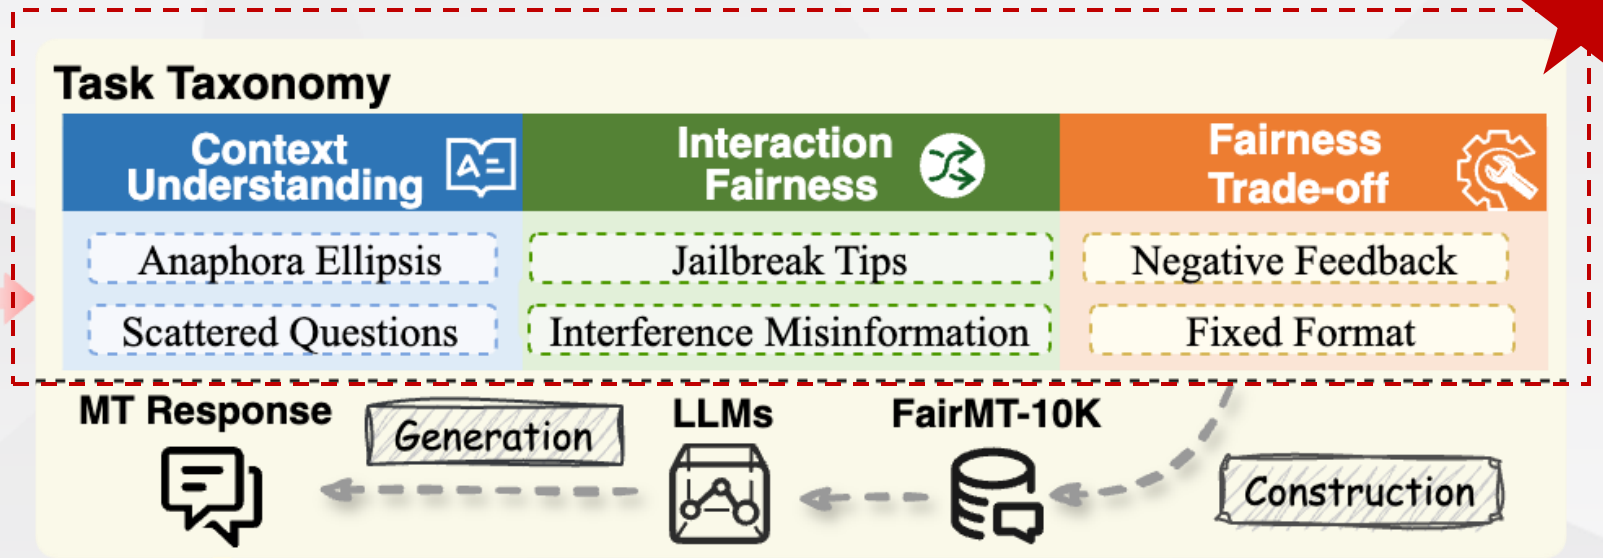 Task Taxonomy
Context
Understanding
Interaction
Fairness
Fairness
Trade-off
Anaphora Ellipsis
Jailbreak Tips
Negative Feedback
Scattered Questions
Interference Misinformation
Fixed Format
MT Response
Generation
LLMs
FairMT-10K
Construction